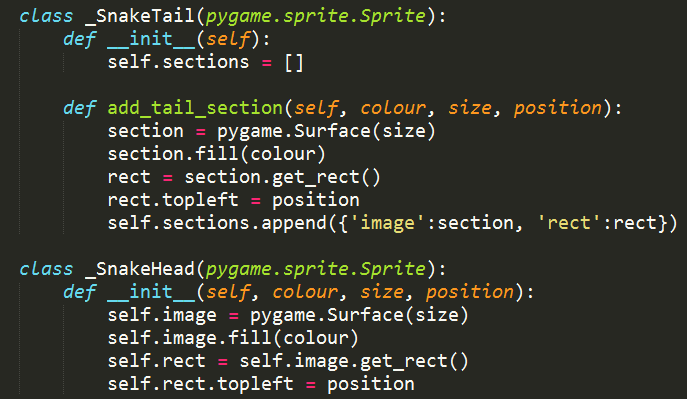 class _SnakeTail(pygame.sprite.Sprite):
    def __init__(self):
        self.sections = []

    def add_tail_section(self, colour, size, position):
        section = pygame.Surface(size)
        section.fill(colour)
        rect = section.get_rect()
        rect.topleft = position
        self.sections.append({'image':section, 'rect':rect})

class _SnakeHead(pygame.sprite.Sprite):
    def __init__(self, colour, size, position):
        self.image = pygame.Surface(size)
        self.image.fill(colour)
        self.rect = self.image.get_rect()
        self.rect.topleft = position